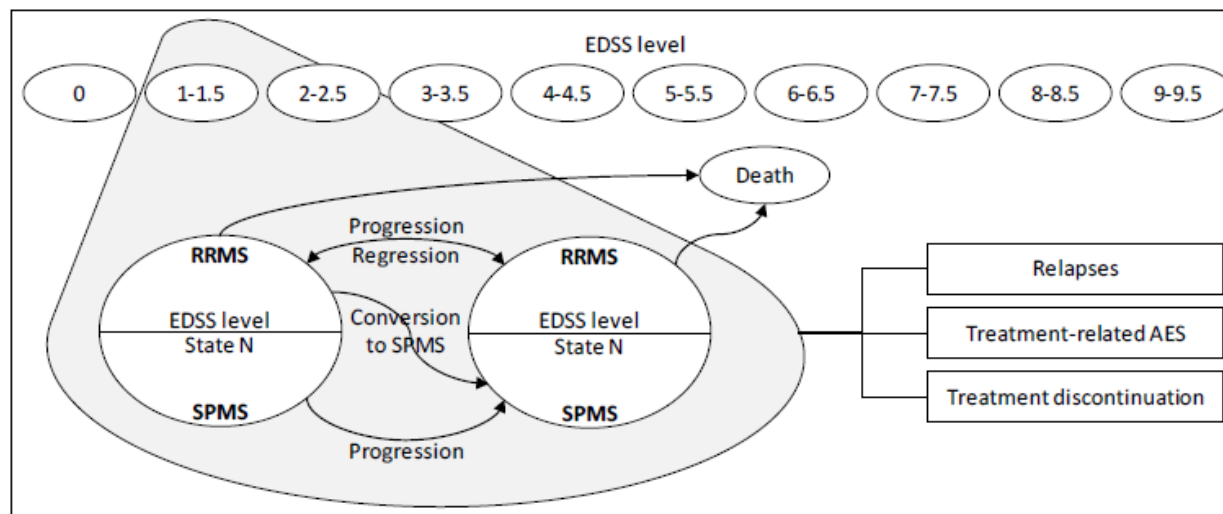 EDSS level
0
1-1.5
2-2.5
3-3.5
4-4.5
5-5.5
6-6.5
7-7.5
8-8.5
9-9.5
Death
Progression
Regression
RRMS
EDSS level
State N
SPMS
Conversion
to SPMS
RRMS
EDSS level
State N
SPMS
Progression
Relapses
Treatment-related AES
Treatment discontinuation